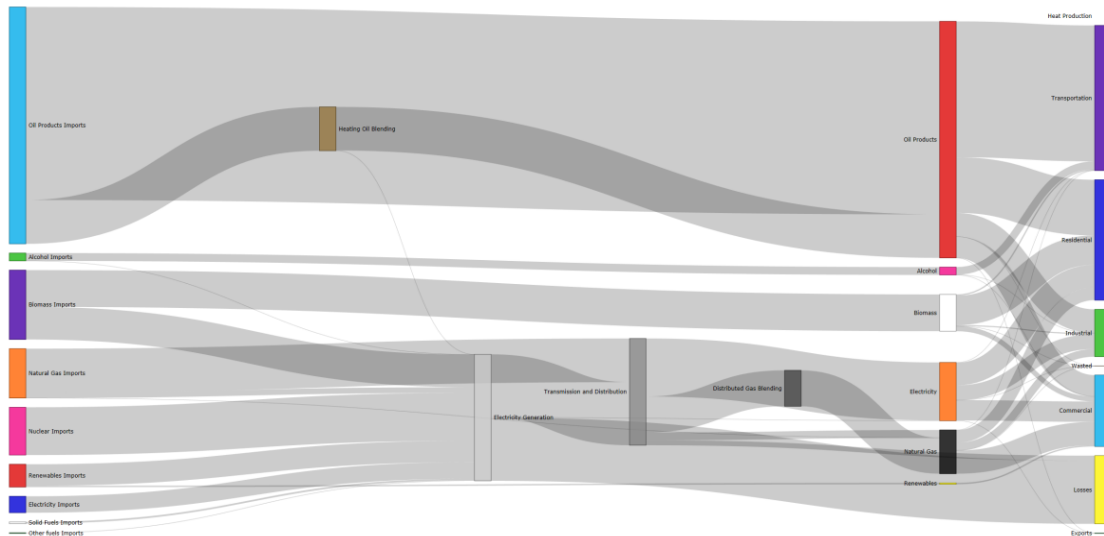 Heat Production
Transportation
Oil Products Imports
Heating Oil Blending
Oil Products
Residential
Alcohol Imports
Alcohol
Biomass Imports
Biomass
Industrial
Wasted
Natural Gas Imports
Transmission and Distribution
Distributed Gas Blending
Electricity
Commercial
Electricity Generation
Nuclear Imports
Natural Gas
Renewables Imports
Renewables
Losses
Electricity Imports
Solid Fuels Imports
Other fuels Imports
Exports